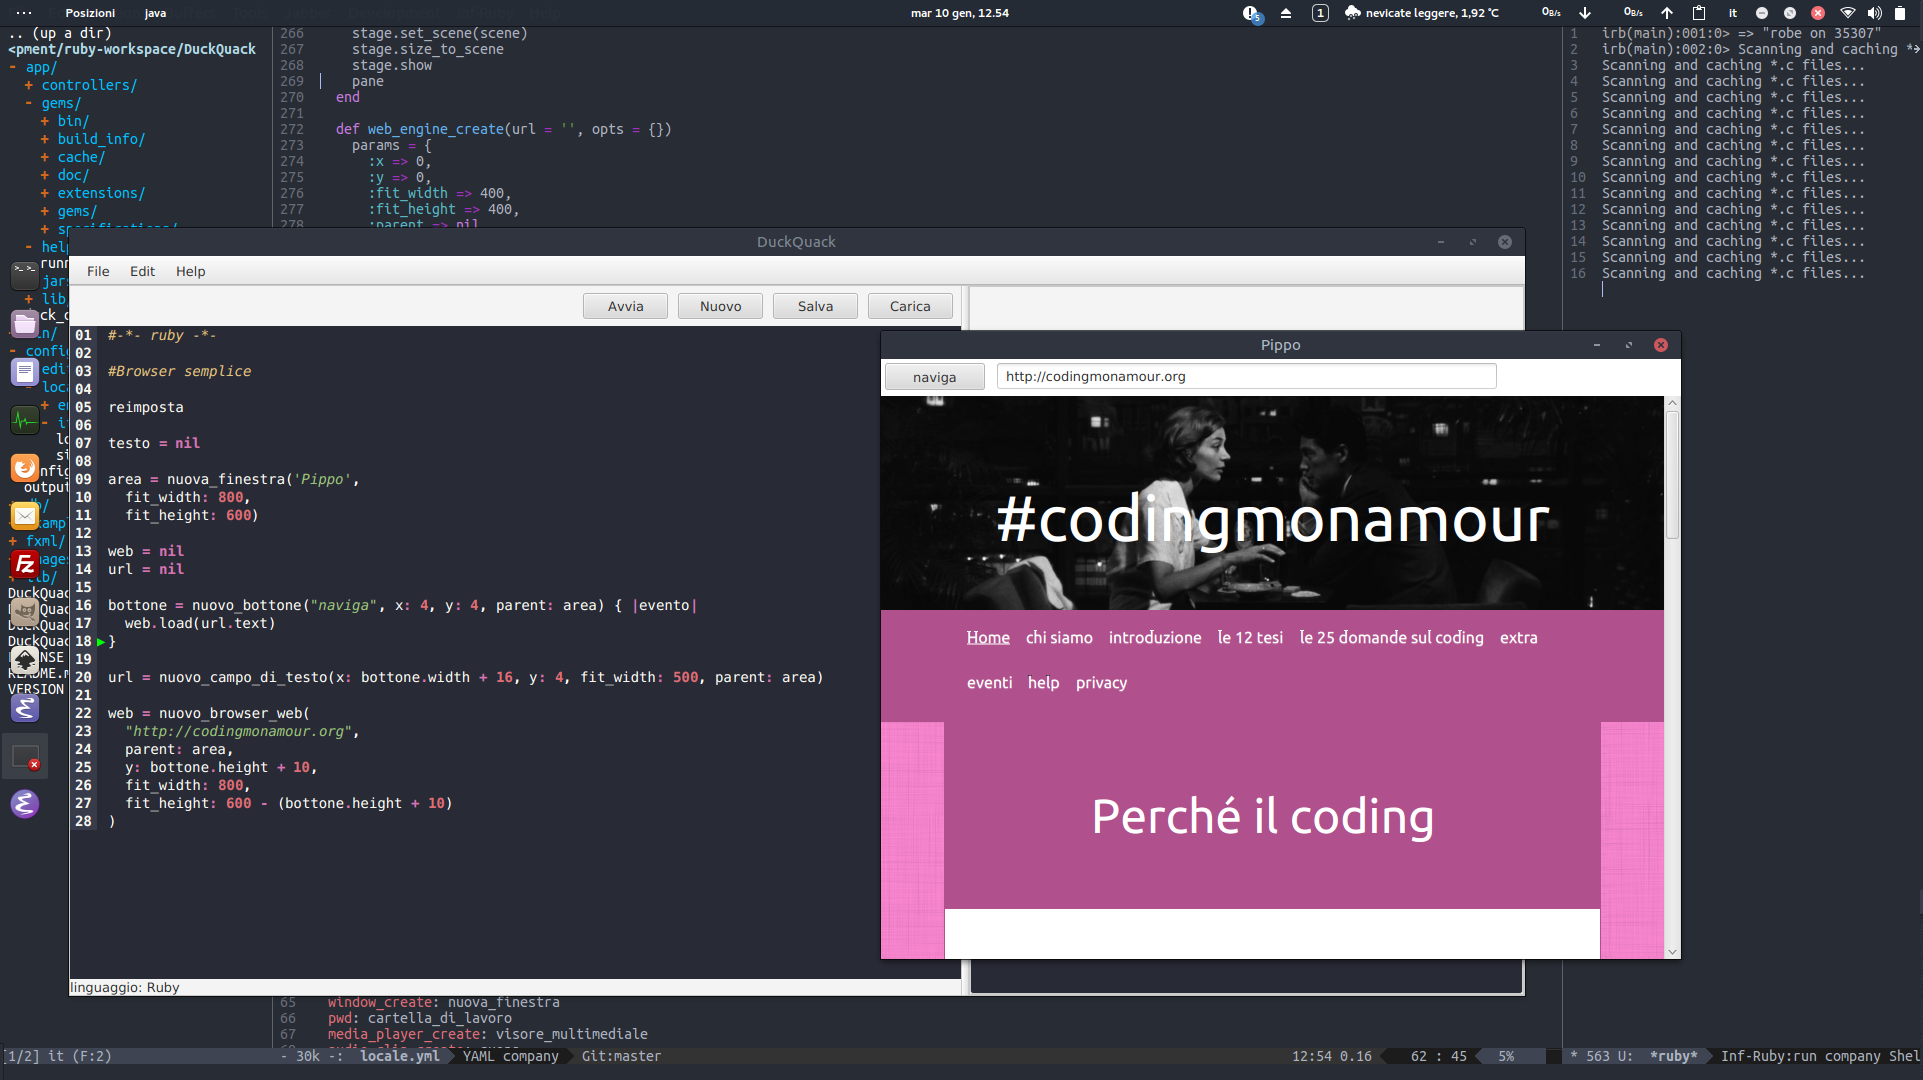 Posizioni java mar 10 gen, 12.54 5 1 nevicate leggere, 1,92 °C 0B/s 0B/s it
.. (up a dir)
<pment/ruby-workspace/DuckQuack
- app/
+ controllers/
- gems/
+ bin/
+ build_info/
+ cache/
+ doc/
+ extensions/
+ gems/
+ specifications/
- help
+ lib
- config
+ fxml/
LICENSE
README.m
VERSION
266 stage.set_scene(scene)
267 stage.size_to_scene
268 stage.show
269 pane
270 end
271
272 def web_engine_create(url = '', opts = {})
273 params = {
274 :x => 0,
275 :y => 0,
276 :fit_width => 400,
277 :fit_height => 400,
278 :parent => nil
1 irb(main):001:0> => "robe on 35307"
2 irb(main):002:0> Scanning and caching *
3 Scanning and caching *.c files...
4 Scanning and caching *.c files...
5 Scanning and caching *.c files...
6 Scanning and caching *.c files...
7 Scanning and caching *.c files...
8 Scanning and caching *.c files...
9 Scanning and caching *.c files...
10 Scanning and caching *.c files...
11 Scanning and caching *.c files...
12 Scanning and caching *.c files...
13 Scanning and caching *.c files...
14 Scanning and caching *.c files...
15 Scanning and caching *.c files...
16 Scanning and caching *.c files...
DuckQuack
File Edit Help
Avvia Nuovo Salva Carica
01 #-*- ruby -*-
02
03 #Browser semplice
04
05 reimposta
06
07 testo = nil
08
09 area = nuova_finestra('Pippo',
10 fit_width: 800,
11 fit_height: 600)
12
13 web = nil
14 url = nil
15
16 bottone = nuovo_bottone("naviga", x: 4, y: 4, parent: area) { |evento|
17 web.load(url.text)
18 }
19
20 url = nuovo_campo_di_testo(x: bottone.width + 16, y: 4, fit_width: 500, parent: area)
21
22 web = nuovo_browser_web(
23 "http://codingmonamour.org",
24 parent: area,
25 y: bottone.height + 10,
26 fit_width: 800,
27 fit_height: 600 - (bottone.height + 10)
28 )
linguaggio: Ruby
Pippo
naviga http://codingmonamour.org
#codingmonamour
Home chi siamo introduzione le 12 tesi le 25 domande sul coding extra
eventi help privacy
Perché il coding
65 window_create: nuova_finestra
66 pwd: cartella_di_lavoro
67 media_player_create: visore_multimediale
[1/2] it (F:2) - 30k -: locale.yml YAML company Git:master 12:54 0.16 62 : 45 5% * 563 U: *ruby* Inf-Ruby:run company Shel